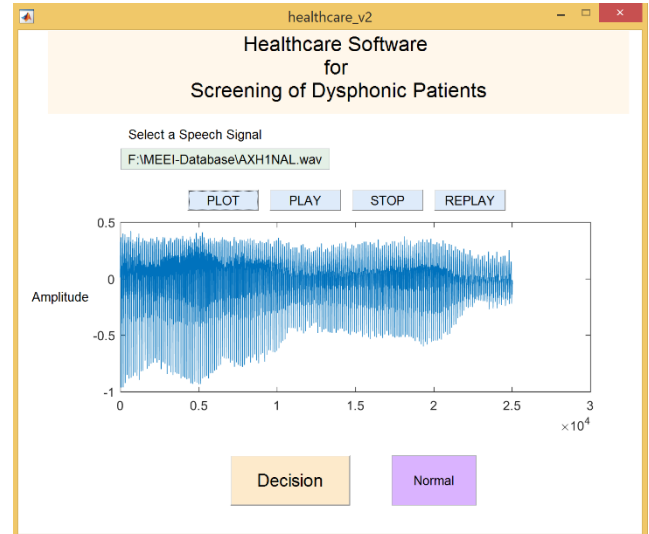 healthcare_v2
Healthcare Software
for
Screening of Dysphonic Patients
Select a Speech Signal
F:\MEEI-Database\AXH1NAL.wav
PLOT PLAY STOP REPLAY
0.5
0
Amplitude
-0.5
-1
0 0.5 1 1.5 2 2.5 3
×10⁴
Decision Normal